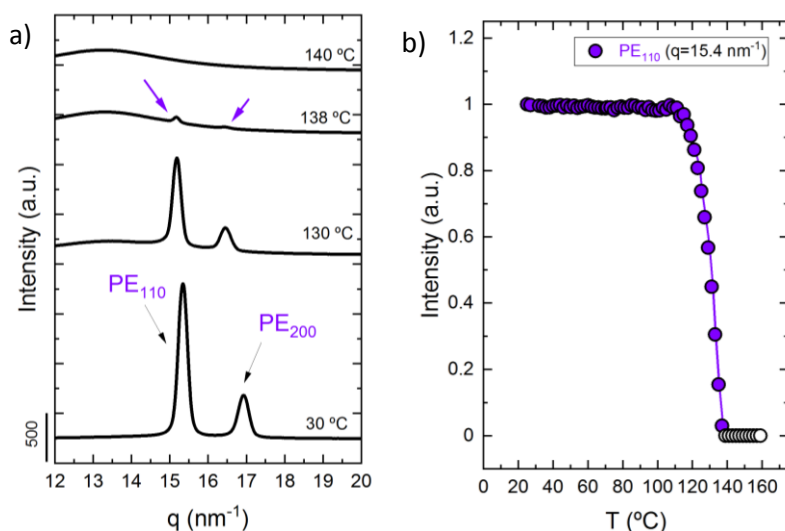 a)
140 ºC
138 ºC
130 ºC
PE110
PE200
30 ºC
500
Intensity (a.u.)
12 13 14 15 16 17 18 19 20
q (nm-1)
b)
PE110 (q=15.4 nm-1)
1.2
1
0.8
0.6
0.4
0.2
0
Intensity (a.u.)
0 20 40 60 80 100 120 140 160
T (ºC)